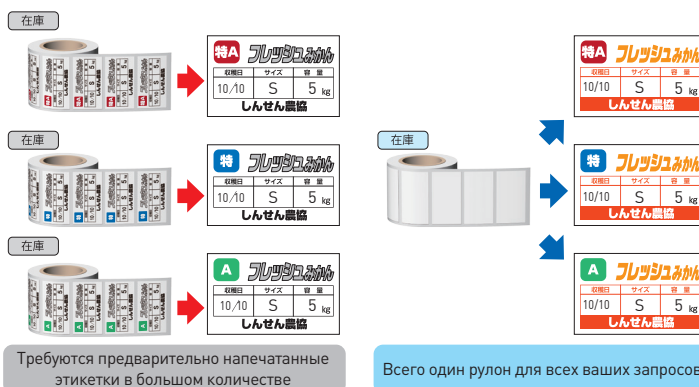 在庫
特A フレッシュみかん
収穫日 サイズ 容量
10/10 S 5 kg
しんせん農協
在庫
特 フレッシュみかん
収穫日 サイズ 容量
10/10 S 5 kg
しんせん農協
在庫
A フレッシュみかん
収穫日 サイズ 容量
10/10 S 5 kg
しんせん農協
Требуются предварительно напечатанные
этикетки в большом количестве
在庫
特A フレッシュみかん
収穫日 サイズ 容量
10/10 S 5 kg
しんせん農協
特 フレッシュみかん
収穫日 サイズ 容量
10/10 S 5 kg
しんせん農協
A フレッシュみかん
収穫日 サイズ 容量
10/10 S 5 kg
しんせん農協
Всего один рулон для всех ваших запросов